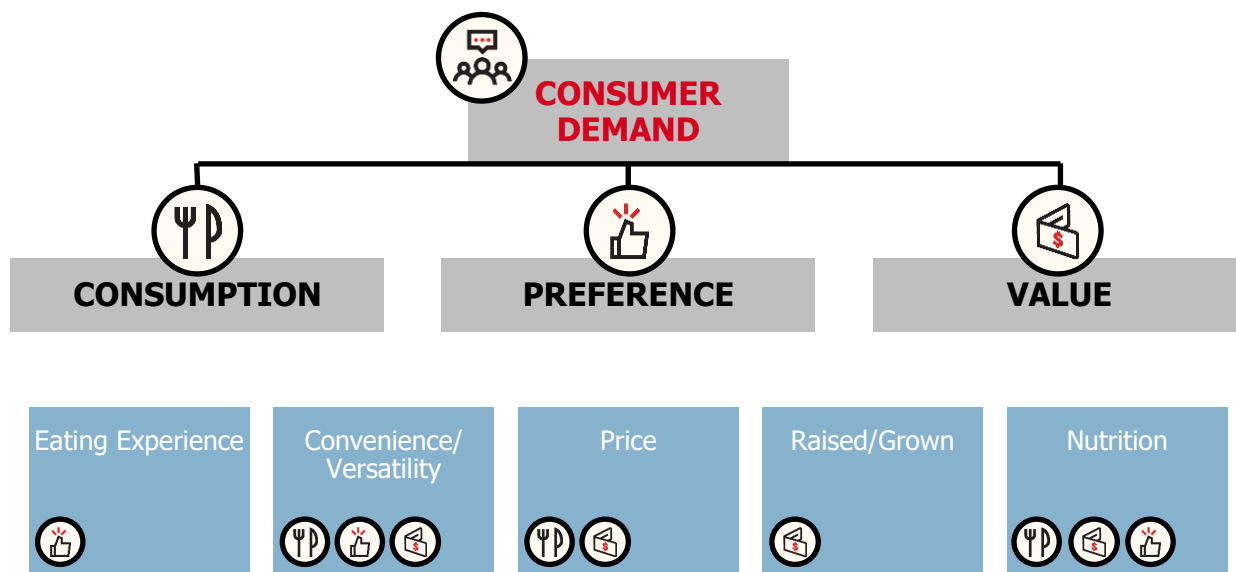 CONSUMER
DEMAND
CONSUMPTION
PREFERENCE
VALUE
Eating Experience
Convenience/
Versatility
Price
Raised/Grown
Nutrition